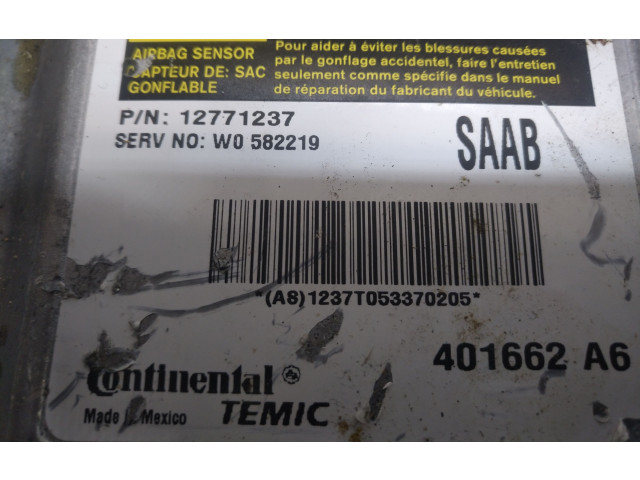 AIRBAG SENSOR
CAPTEUR DE: SAC
GONFLABLE
Pour aider à éviter les blessures causées
par le gonflage accidentel, faire l'entretien
seulement comme spécifie dans le manuel
de réparation du fabricant du véhicule.
P/N: 12771237
SERV NO: W0 582219
SAAB
*(A8)1237T053370205*
401662 A6
Continental
Made in Mexico
TEMIC